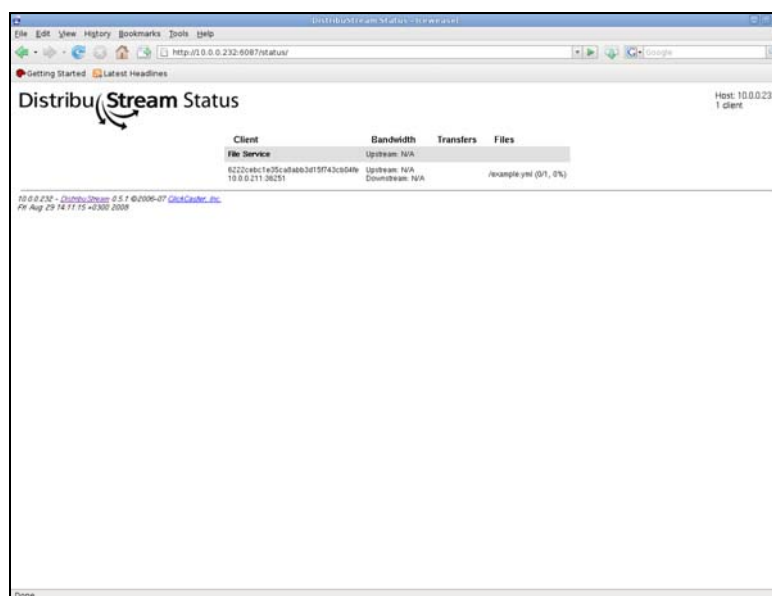 DistribuStream Status - Iceweasel
File Edit View History Bookmarks Tools Help
http://10.0.0.232:6087/status/
Google
Getting Started Latest Headlines
DistribuStream Status
Host: 10.0.0.23
1 client
Client Bandwidth Transfers Files
File Service Upstream: N/A
6222cebc1e35ca8abb3d15f743cb04fe Upstream: N/A
10.0.0.211:36251 Downstream: N/A
/example.yml (0/1, 0%)
10.0.0.232 - DistribuStream 0.5.1 ©2006-07 ClickCaster, Inc.
Fri Aug 29 14:11:15 +0300 2008
Done